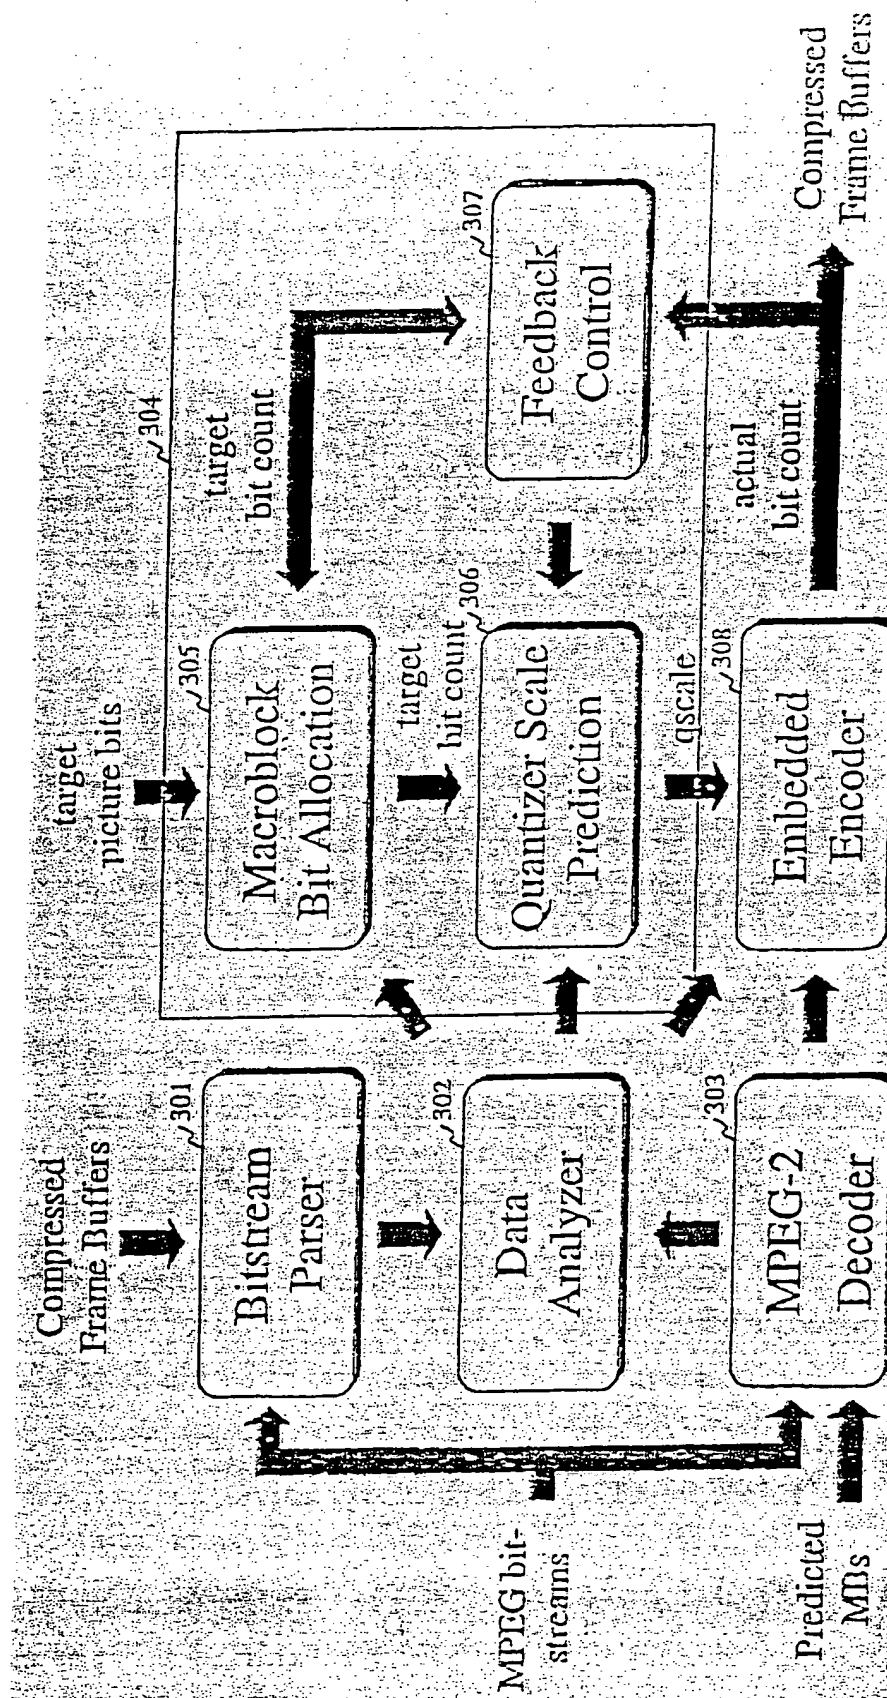 Compressed
Frame Buffers
301
Bitstream
Parser
302
Data
Analyzer
303
MPEG-2
Decoder
MPEG bit-
streams
Predicted
MBs
304
target
picture bits
305
Macroblock
Bit Allocation
target
bit count
target
bit count
306
Quantizer Scale
Prediction
307
Feedback
Control
qscale
308
Embedded
Encoder
actual
bit count
Compressed
Frame Buffers